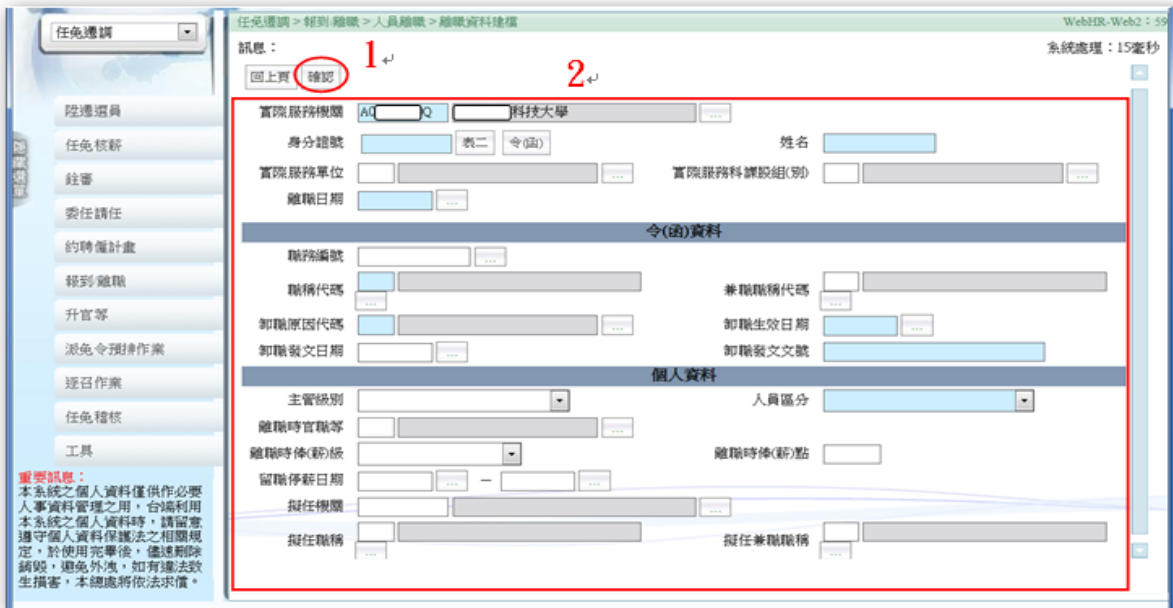 任免遷調
任免遷調 > 報到離職 > 人員離職 > 離職資料建檔
WebHR-Web2：59
訊息：
系統處理：15毫秒
1
2
回上頁
確認
陞遷選員
任免核薪
銓審
委任請任
約聘僱計畫
報到/離職
升官等
派免令預排作業
逐召作業
任免稽核
工具
重要訊息：
本系統之個人資料僅供作必要
人事資料管理之用，台端利用
本系統之個人資料時，請留意
遵守個人資料保護法之相關規
定，於使用完畢後，儘速刪除
銷毀，避免外洩，如有違法致
生損害，本總處將依法求償。
實際服務機關 A0 Q 科技大學 ...
身分證號 表二 令(函) 姓名
實際服務單位 ... 實際服務科課股組(別) ...
離職日期 ...
令(函)資料
職務編號 ...
職稱代碼 ... 兼職職稱代碼 ...
卸職原因代碼 ... 卸職生效日期 ...
卸職發文日期 ... 卸職發文文號
個人資料
主管級別 人員區分
離職時官職等 ...
離職時俸(薪)級 離職時俸(薪)點
留職停薪日期 ... － ...
擬任機關 ...
擬任職稱 ... 擬任兼職職稱 ...